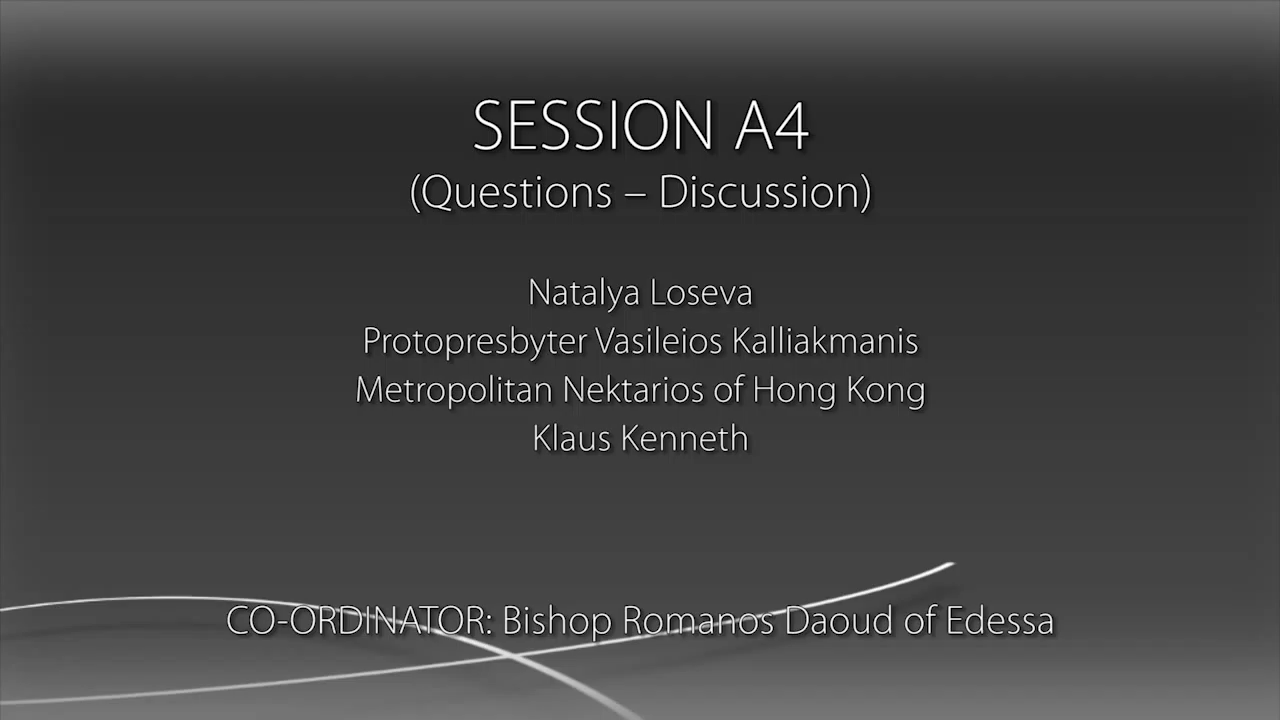 SESSION A4
(Questions – Discussion)
Natalya Loseva
Protopresbyter Vasileios Kalliakmanis
Metropolitan Nektarios of Hong Kong
Klaus Kenneth
CO-ORDINATOR: Bishop Romanos Daoud of Edessa